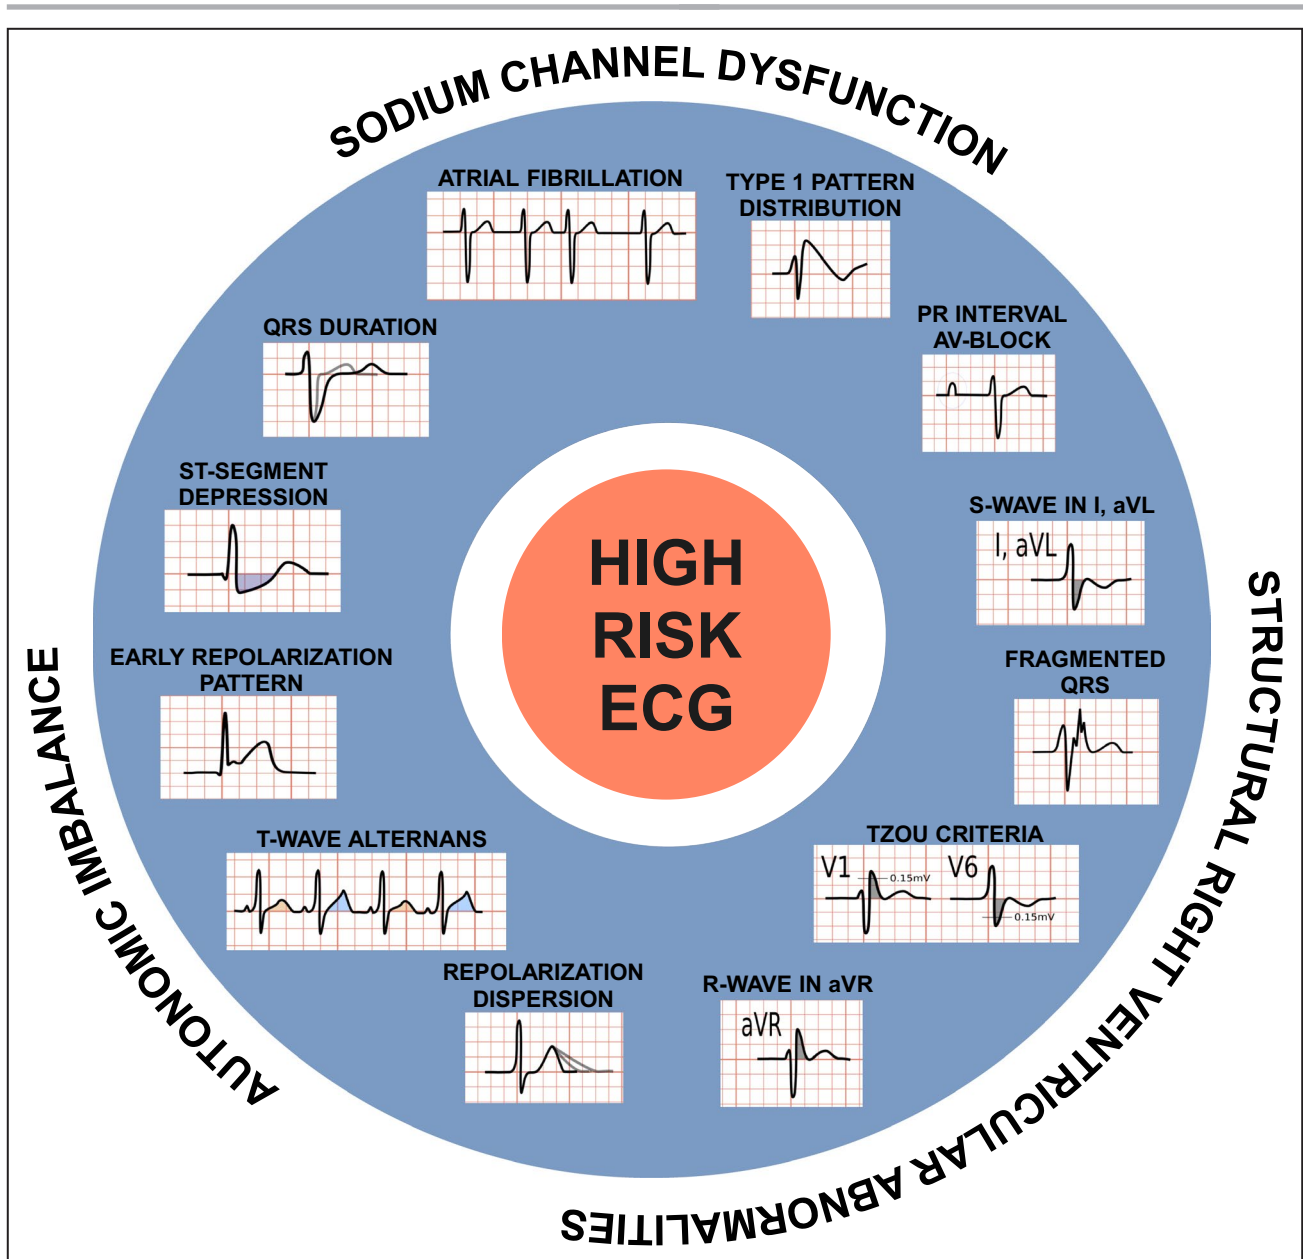 SODIUM CHANNEL DYSFUNCTION
ATRIAL FIBRILLATION
TYPE 1 PATTERN
DISTRIBUTION
PR INTERVAL
AV-BLOCK
S-WAVE IN I, aVL
I, aVL
FRAGMENTED
QRS
TZOU CRITERIA
V1
0.15mV
V6
0.15mV
R-WAVE IN aVR
aVR
REPOLARIZATION
DISPERSION
T-WAVE ALTERNANS
EARLY REPOLARIZATION
PATTERN
ST-SEGMENT
DEPRESSION
QRS DURATION
HIGH
RISK
ECG
STRUCTURAL RIGHT VENTRICULAR ABNORMALITIES
AUTONOMIC IMBALANCE